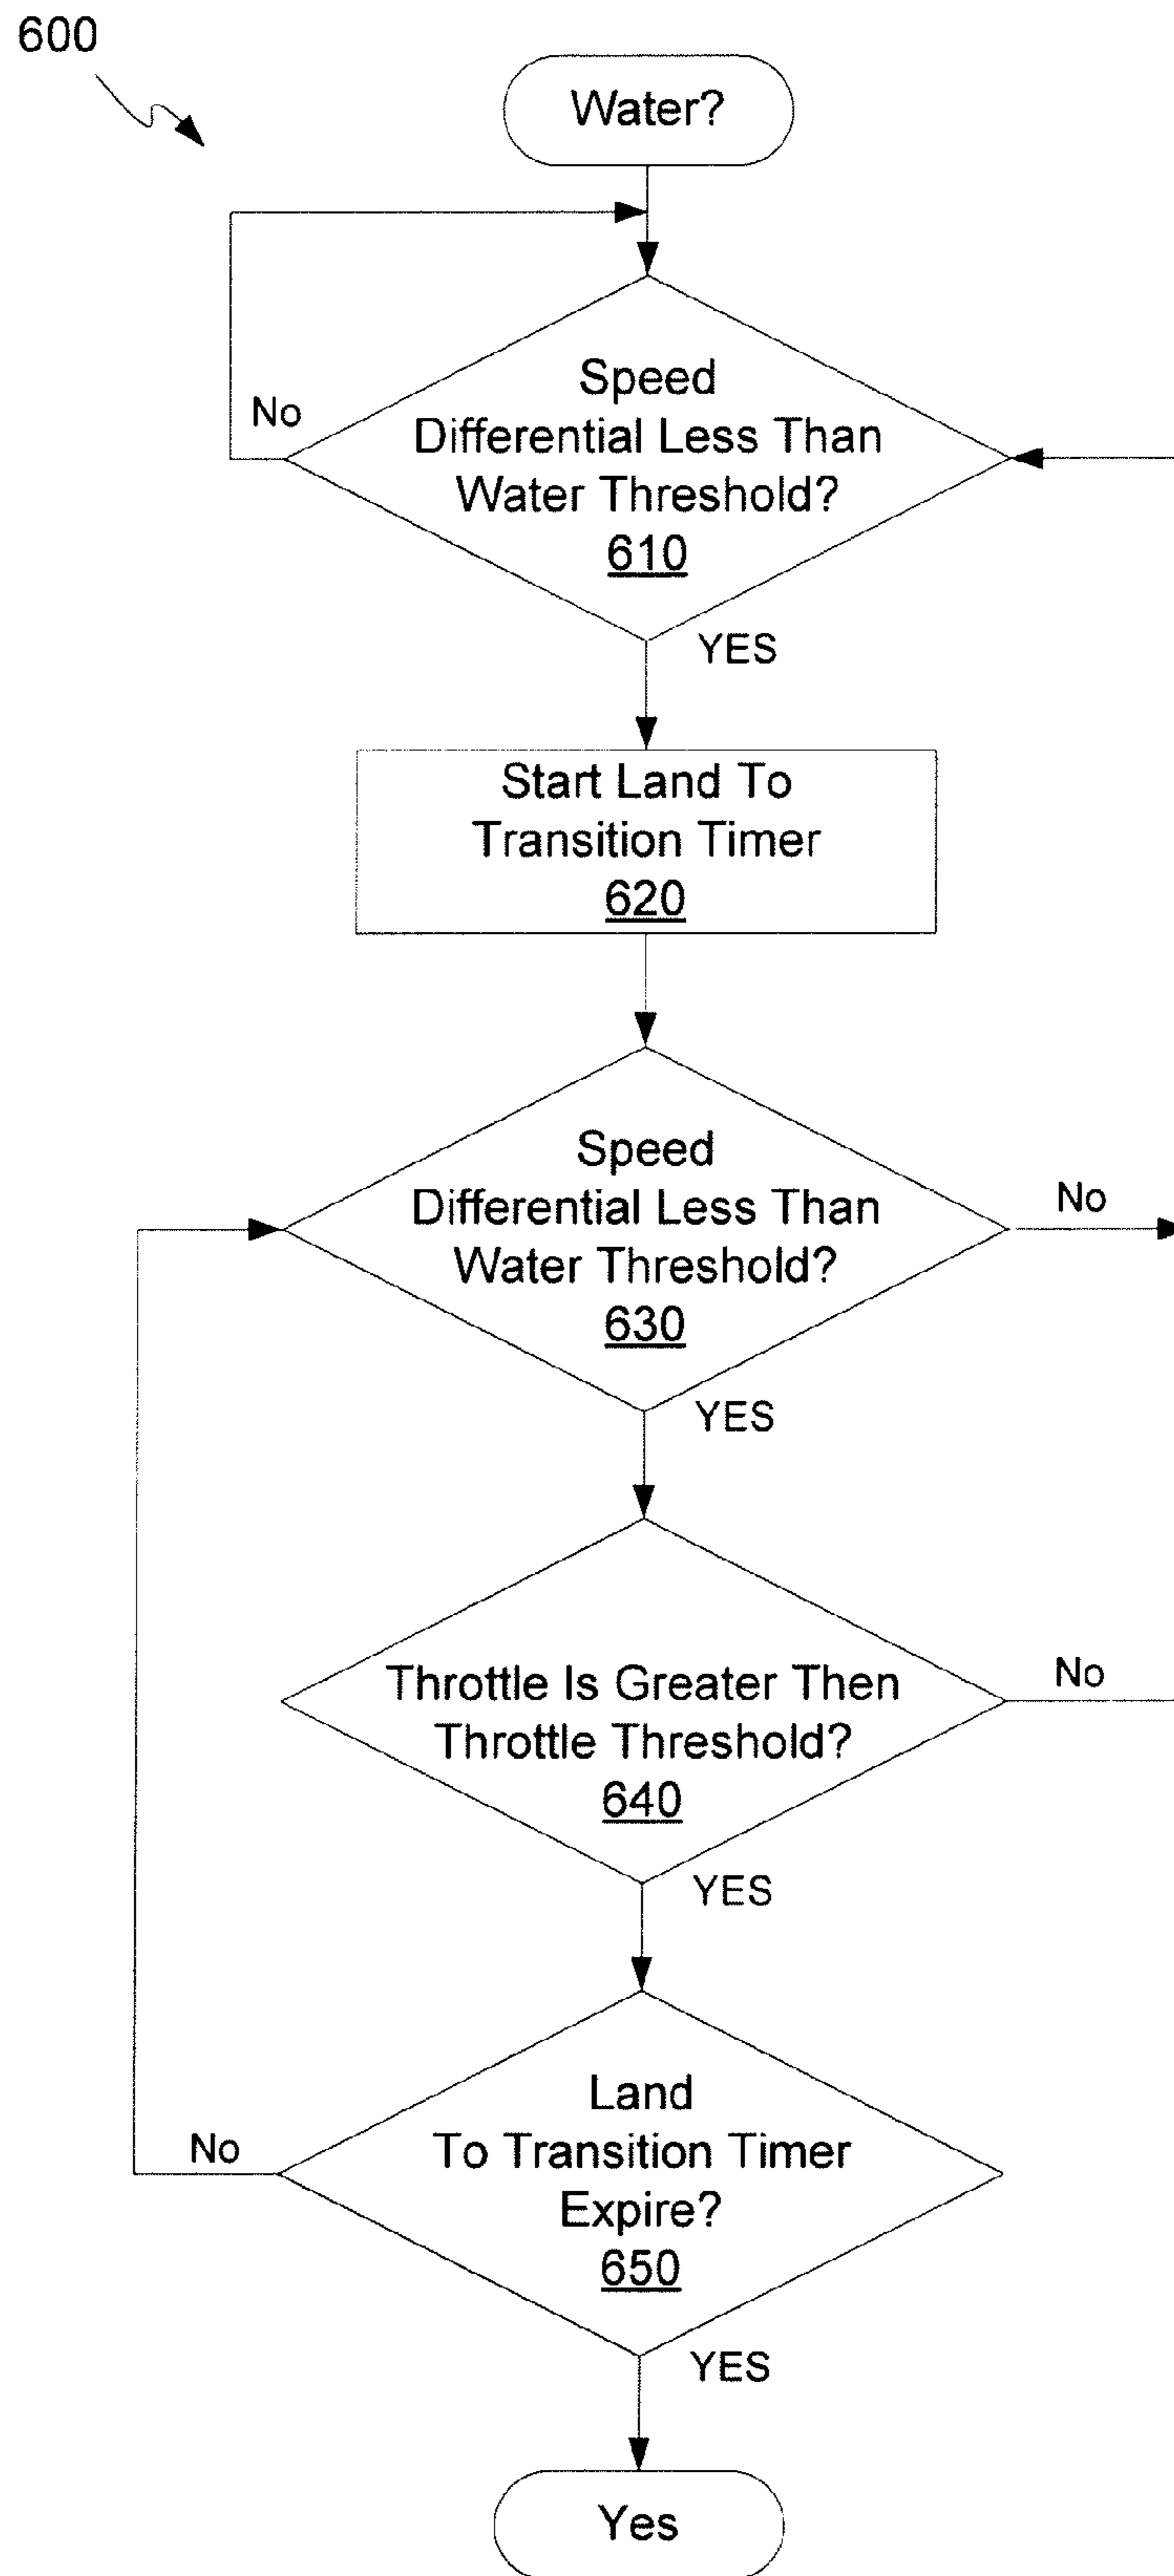 600
Water?
Speed
Differential Less Than
Water Threshold?
610
No
YES
Start Land To
Transition Timer
620
Speed
Differential Less Than
Water Threshold?
630
No
YES
Throttle Is Greater Then
Throttle Threshold?
640
No
YES
Land
To Transition Timer
Expire?
650
No
YES
Yes